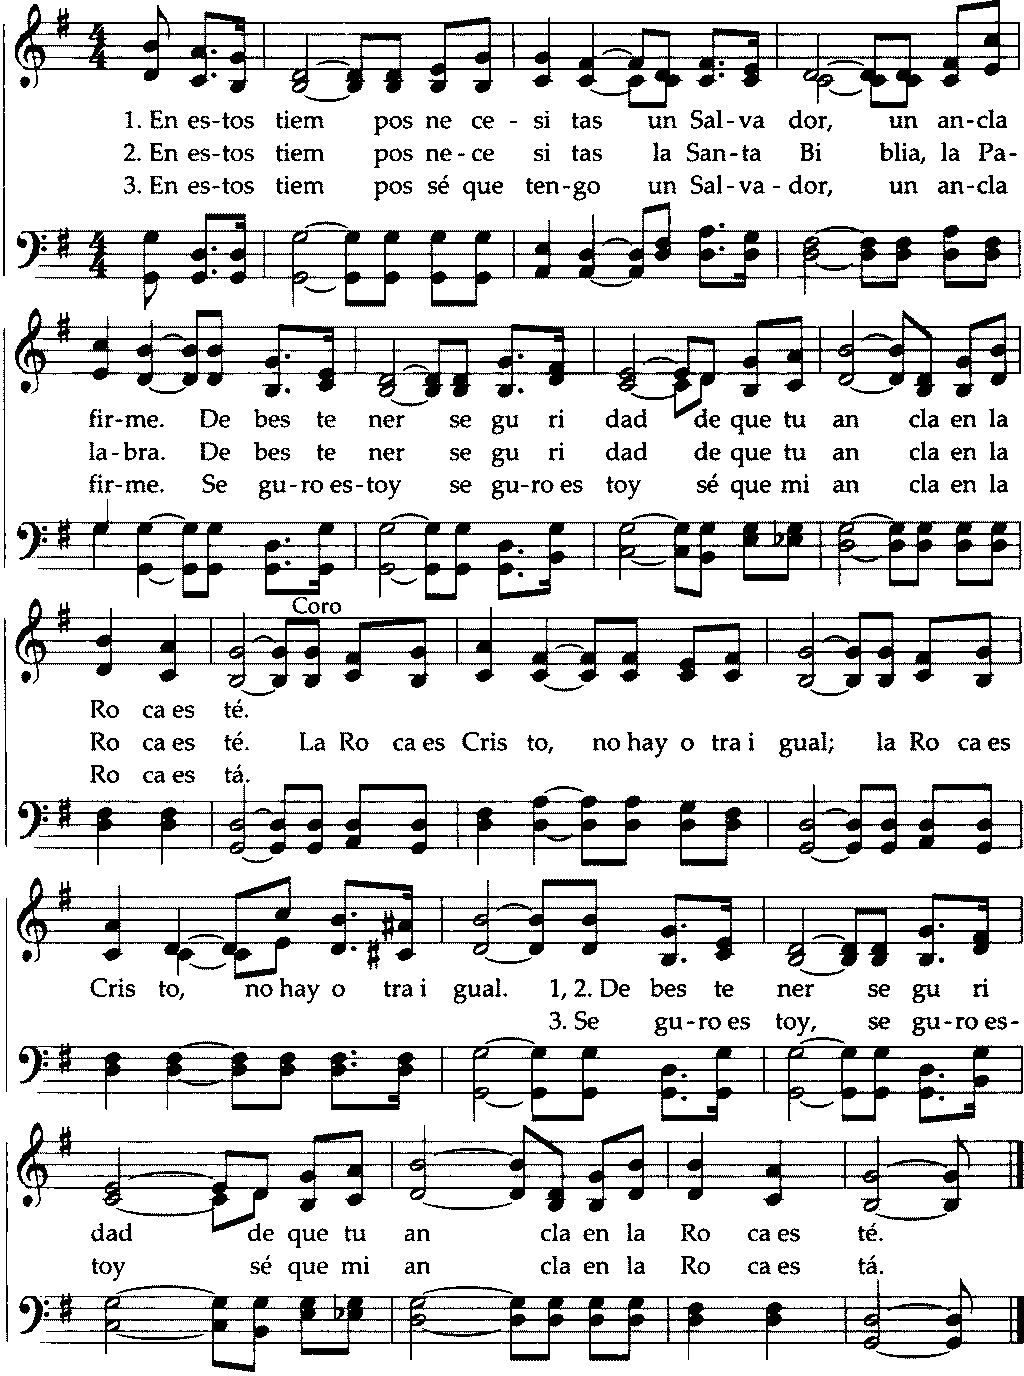 1. En es-tos tiem pos ne ce - si tas un Sal-va dor, un an-cla
2. En es-tos tiem pos ne-ce si tas la San-ta Bi blia, la Pa-
3. En es-tos tiem pos sé que ten-go un Sal-va-dor, un an-cla
fir-me. De bes te ner se gu ri dad de que tu an cla en la
la-bra. De bes te ner se gu ri dad de que tu an cla en la
fir-me. Se gu-ro es-toy se gu-ro es toy sé que mi an cla en la
Coro
Ro ca es té.
Ro ca es té. La Ro ca es Cris to, no hay o tra i gual; la Ro ca es
Ro ca es tá.
Cris to, no hay o tra i gual. 1, 2. De bes te ner se gu ri
3. Se gu-ro es toy, se gu-ro es-
dad de que tu an cla en la Ro ca es té.
toy sé que mi an cla en la Ro ca es tá.